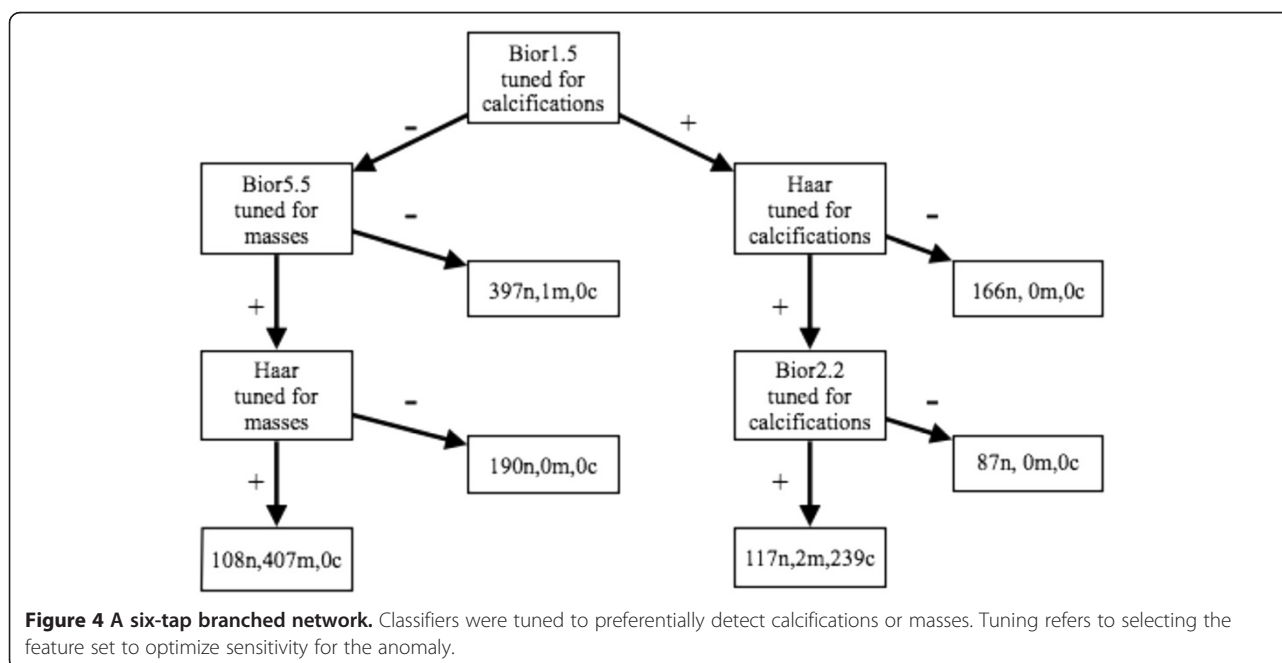 Bior1.5
tuned for
calcifications
-
+
Bior5.5
tuned for
masses
-
Haar
tuned for
calcifications
-
397n,1m,0c
166n, 0m,0c
+
+
Haar
tuned for
masses
-
Bior2.2
tuned for
calcifications
-
190n,0m,0c
87n, 0m,0c
+
+
108n,407m,0c
117n,2m,239c
Figure 4 A six-tap branched network. Classifiers were tuned to preferentially detect calcifications or masses. Tuning refers to selecting the
feature set to optimize sensitivity for the anomaly.